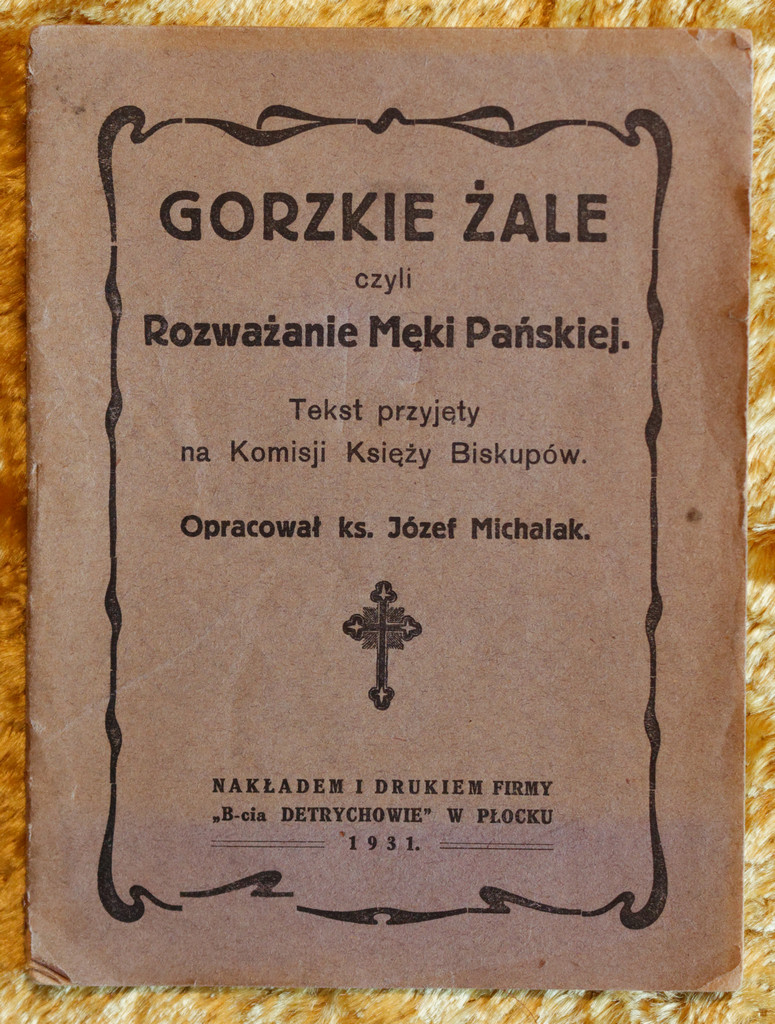 GORZKIE ŻALE
czyli
Rozważanie Męki Pańskiej.
Tekst przyjęty
na Komisji Księży Biskupów.
Opracował ks. Józef Michalak.
NAKŁADEM I DRUKIEM FIRMY
„B-cia DETRYCHOWIE” W PŁOCKU
1931.